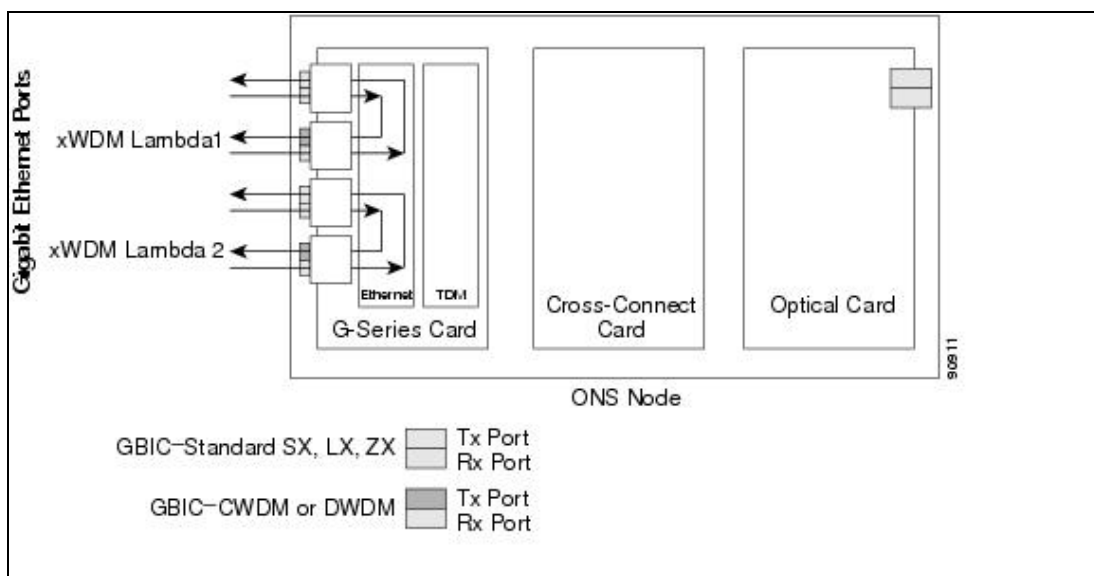 Gigabit Ethernet Ports
xWDM Lambda1
xWDM Lambda 2
Ethernet
TDM
G-Series Card
Cross-Connect
Card
Optical Card
90911
ONS Node
GBIC–Standard SX, LX, ZX
Tx Port
Rx Port
GBIC–CWDM or DWDM
Tx Port
Rx Port